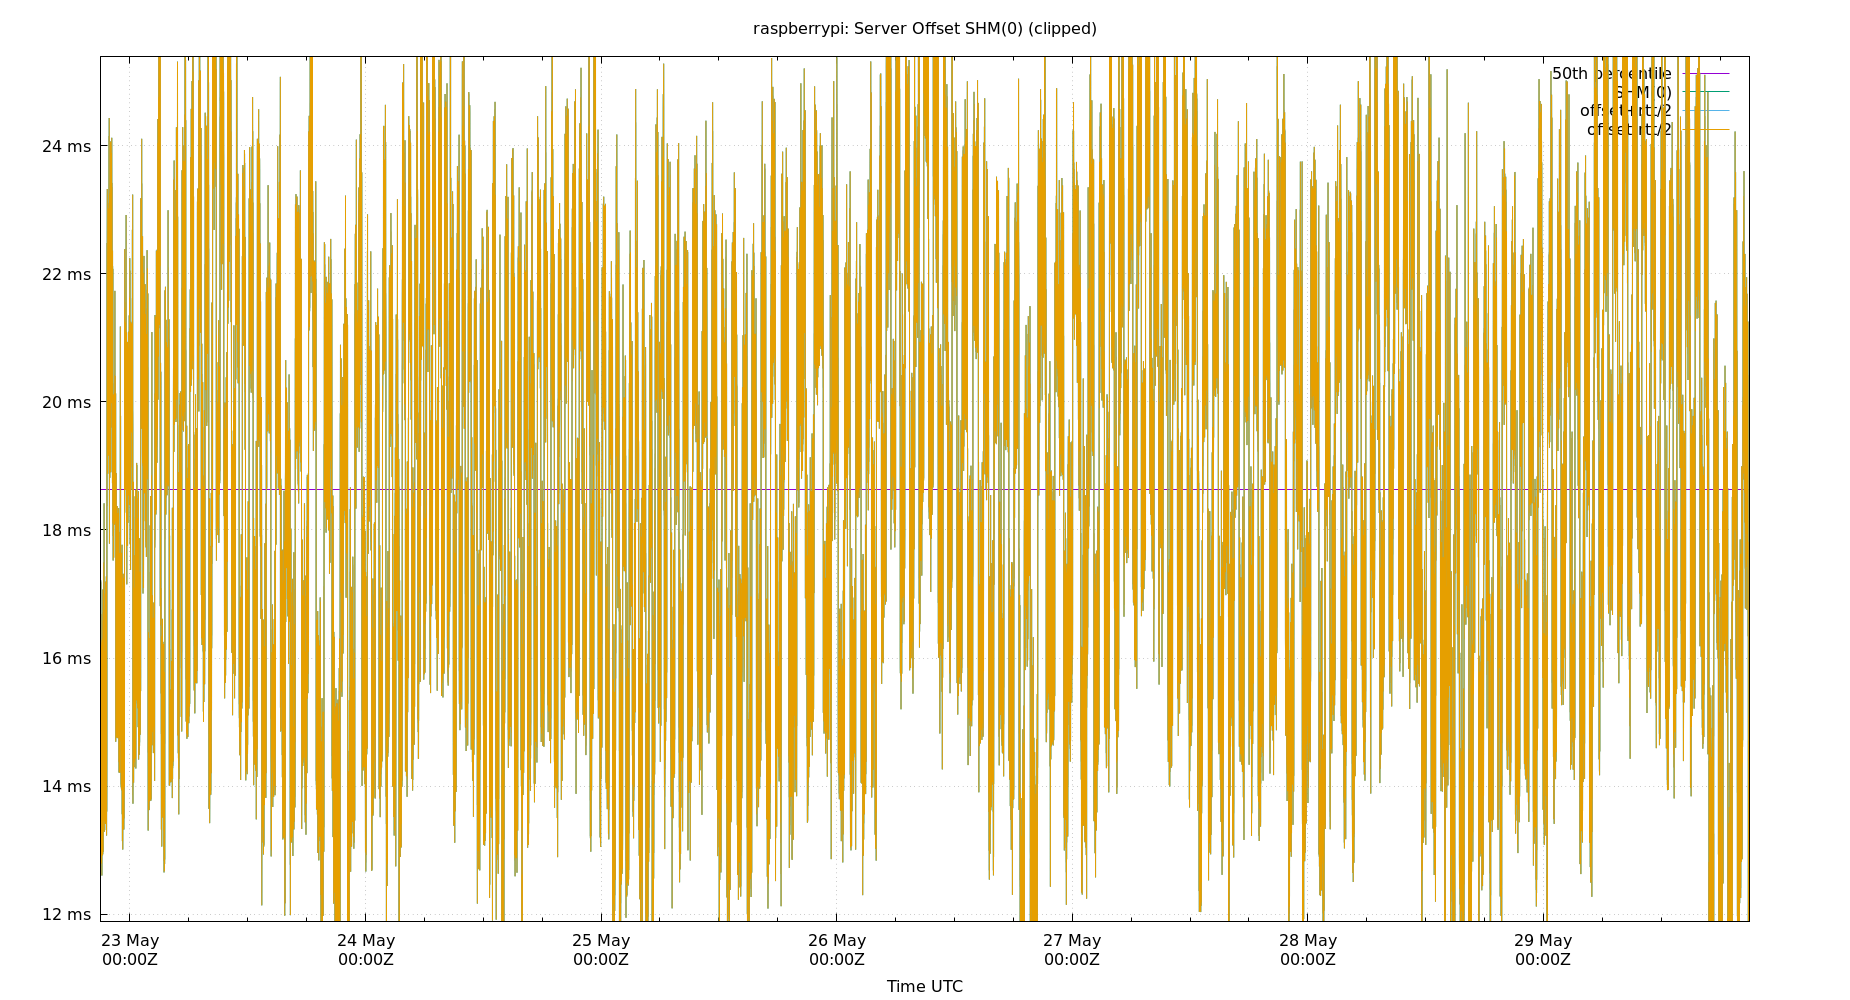 raspberrypi: Server Offset SHM(0) (clipped)
50th percentile
SHM(0)
offset+rtt/2
offset-rtt/2
24 ms
22 ms
20 ms
18 ms
16 ms
14 ms
12 ms
23 May 24 May 25 May 26 May 27 May 28 May 29 May
00:00Z 00:00Z 00:00Z 00:00Z 00:00Z 00:00Z 00:00Z
Time UTC